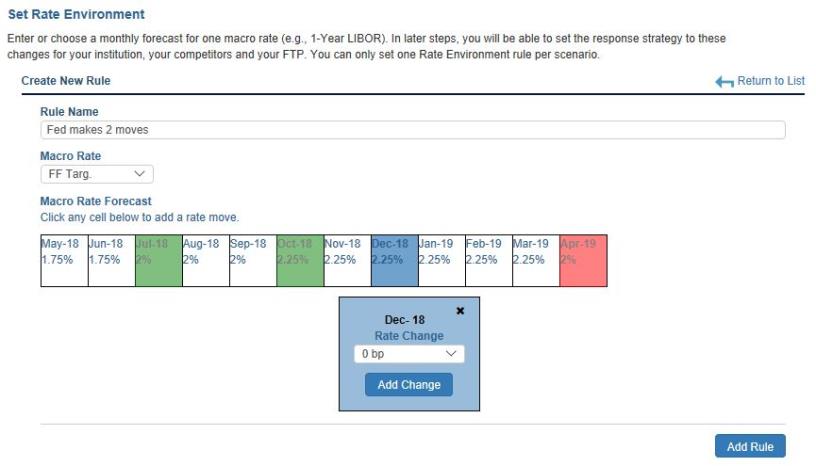 Set Rate Environment
Enter or choose a monthly forecast for one macro rate (e.g., 1-Year LIBOR). In later steps, you will be able to set the response strategy to these
changes for your institution, your competitors and your FTP. You can only set one Rate Environment rule per scenario.
Create New Rule
Return to List
Rule Name
Fed makes 2 moves
Macro Rate
FF Targ.
Macro Rate Forecast
Click any cell below to add a rate move.
May-18 Jun-18 Jul-18 Aug-18 Sep-18 Oct-18 Nov-18 Dec-18 Jan-19 Feb-19 Mar-19 Apr-19
1.75% 1.75% 2% 2% 2% 2.25% 2.25% 2.25% 2.25% 2.25% 2.25% 2%
Dec- 18
Rate Change
0 bp
Add Change
Add Rule